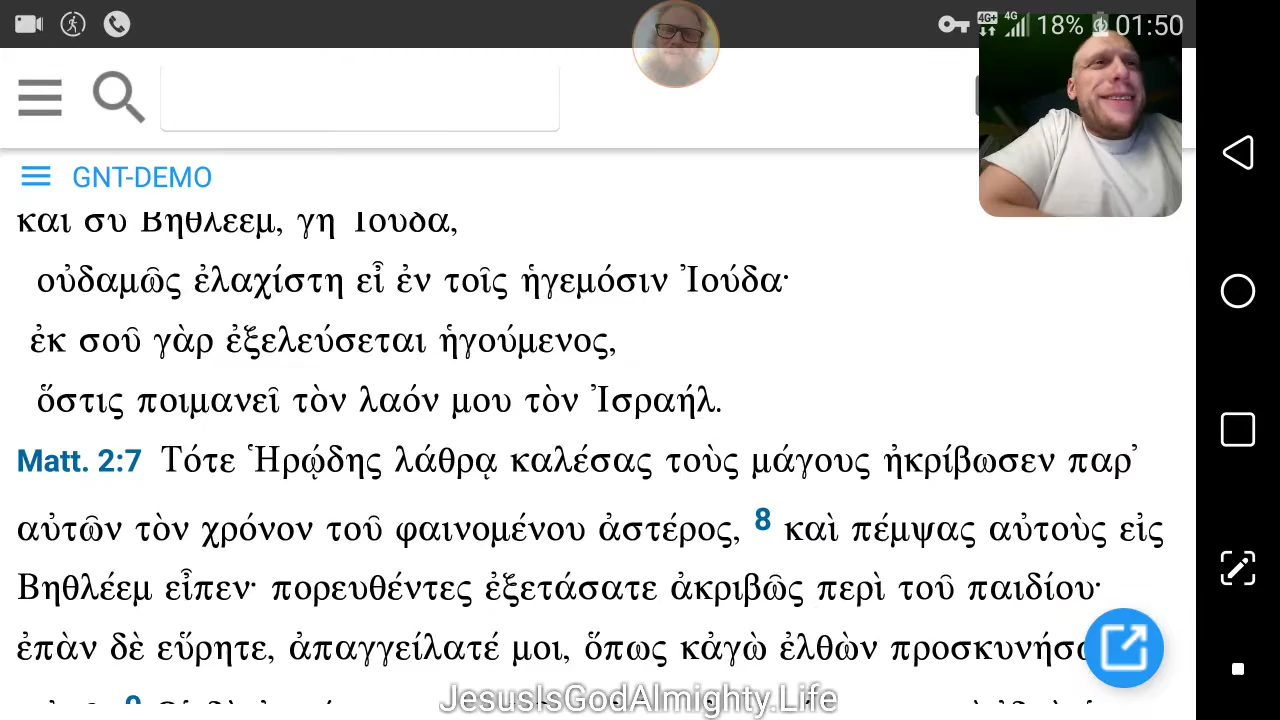 18% 01:50
GNT-DEMO
καὶ σὺ Βηθλέεμ, γῆ Ἰούδα,
οὐδαμῶς ἐλαχίστη εἶ ἐν τοῖς ἡγεμόσιν Ἰούδα·
ἐκ σοῦ γὰρ ἐξελεύσεται ἡγούμενος,
ὅστις ποιμανεῖ τὸν λαόν μου τὸν Ἰσραήλ.
Matt. 2:7 Τότε Ἡρῴδης λάθρᾳ καλέσας τοὺς μάγους ἠκρίβωσεν παρ’
αὐτῶν τὸν χρόνον τοῦ φαινομένου ἀστέρος, 8 καὶ πέμψας αὐτοὺς εἰς
Βηθλέεμ εἶπεν· πορευθέντες ἐξετάσατε ἀκριβῶς περὶ τοῦ παιδίου·
ἐπὰν δὲ εὕρητε, ἀπαγγείλατέ μοι, ὅπως κἀγὼ ἐλθὼν
JesusIsGodAlmighty.Life